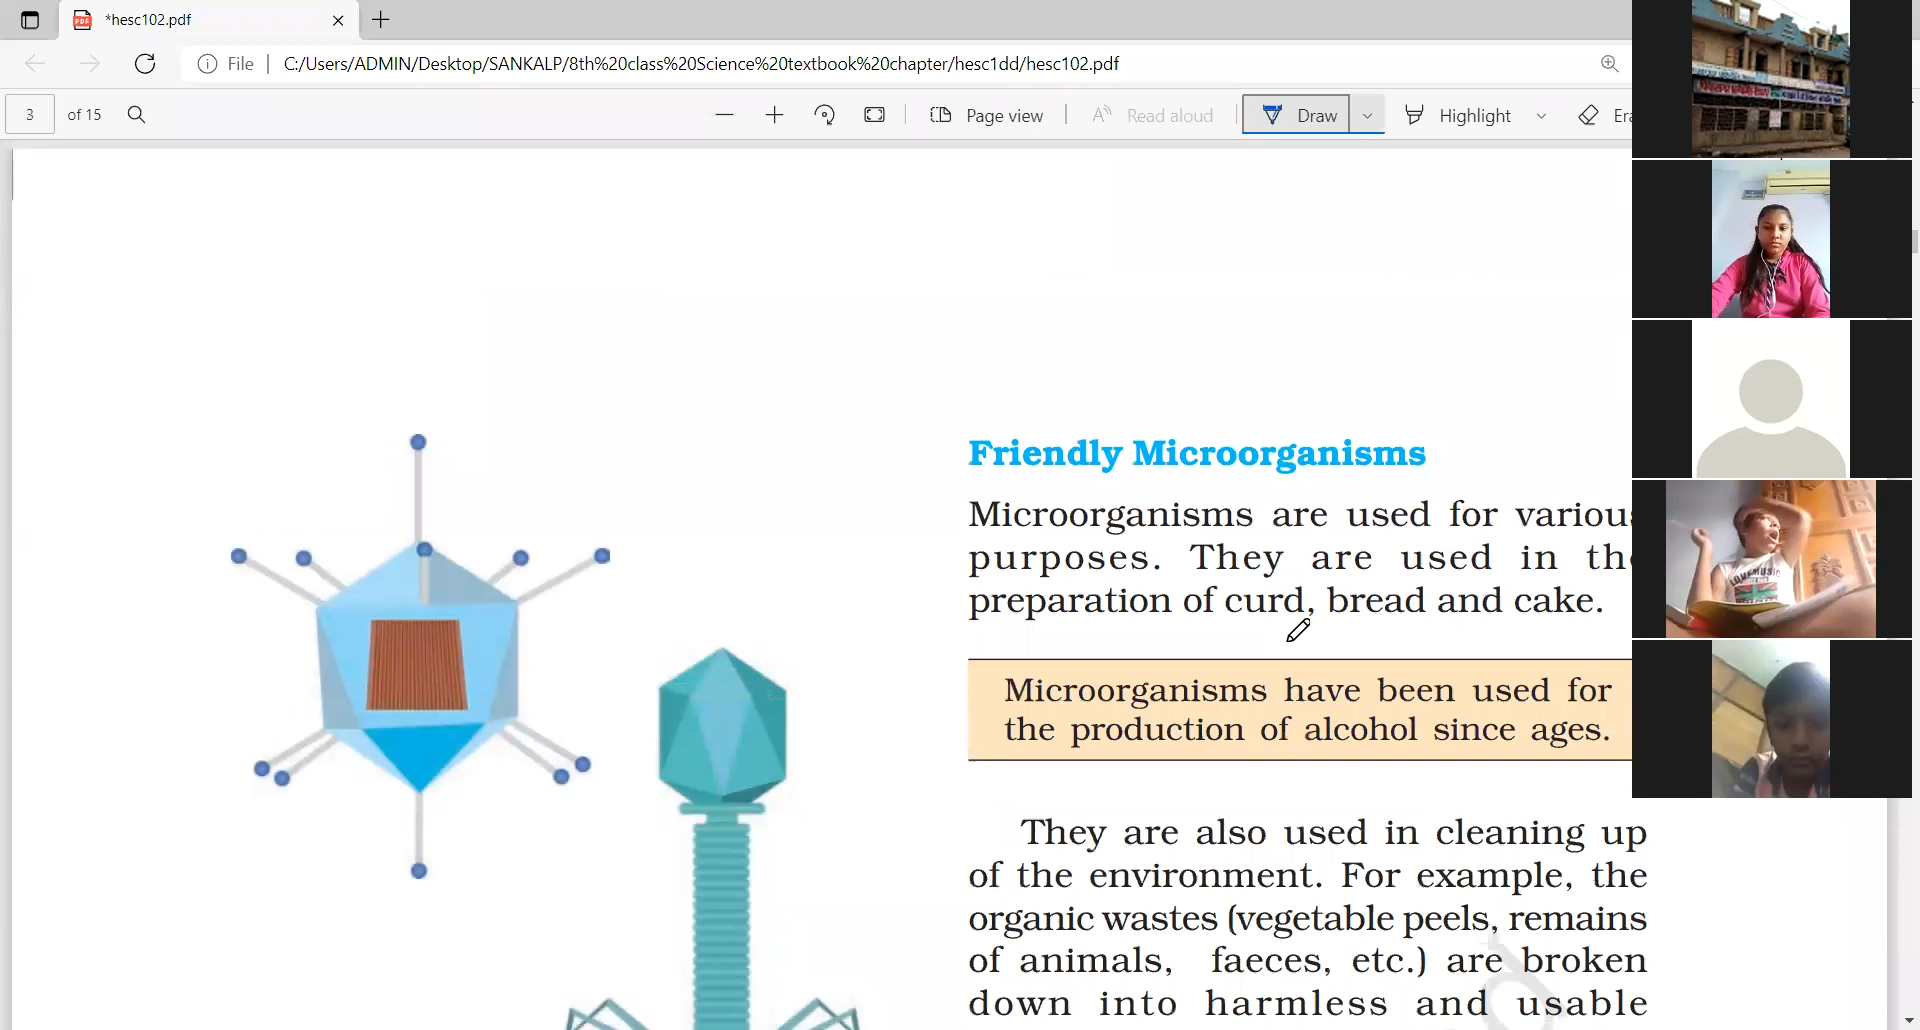 *hesc102.pdf
File
C:/Users/ADMIN/Desktop/SANKALP/8th%20class%20Science%20textbook%20chapter/hesc1dd/hesc102.pdf
3 of 15
Page view
Read aloud
Draw
Highlight
Era
Friendly Microorganisms
Microorganisms are used for various
purposes. They are used in the
preparation of curd, bread and cake.
Microorganisms have been used for
the production of alcohol since ages.
They are also used in cleaning up
of the environment. For example, the
organic wastes (vegetable peels, remains
of animals, faeces, etc.) are broken
down into harmless and usable